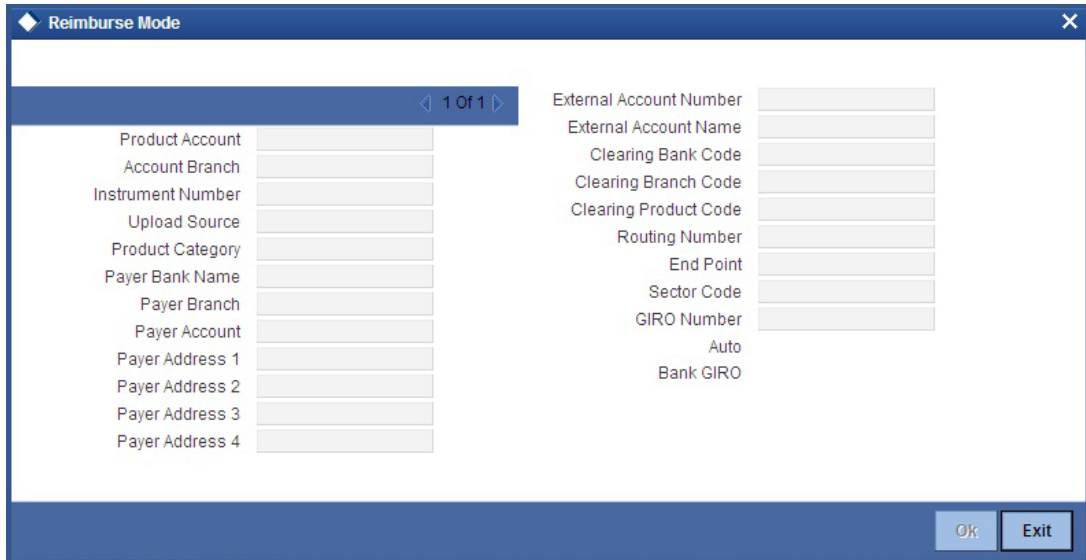 Reimburse Mode
1 Of 1
Product Account
Account Branch
Instrument Number
Upload Source
Product Category
Payer Bank Name
Payer Branch
Payer Account
Payer Address 1
Payer Address 2
Payer Address 3
Payer Address 4
External Account Number
External Account Name
Clearing Bank Code
Clearing Branch Code
Clearing Product Code
Routing Number
End Point
Sector Code
GIRO Number
Auto
Bank GIRO
Ok
Exit